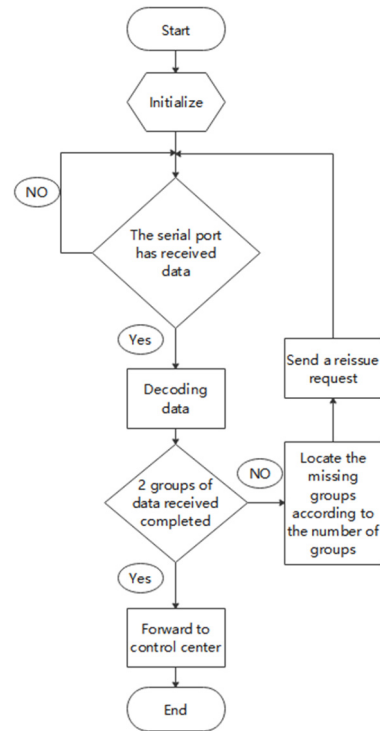 Start
Initialize
NO
The serial port
has received
data
Yes
Send a reissue
request
Decoding
data
NO
Locate the
missing
groups
according to
the number of
groups
2 groups of
data received
completed
Yes
Forward to
control center
End